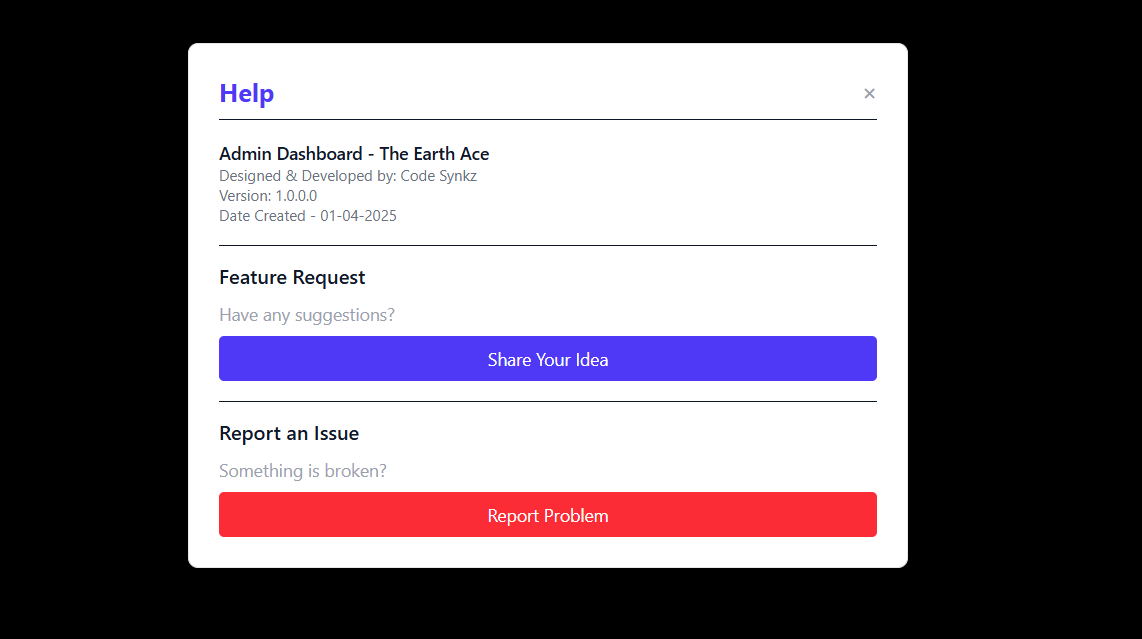 Help
×
Admin Dashboard - The Earth Ace
Designed & Developed by: Code Synkz
Version: 1.0.0.0
Date Created - 01-04-2025
Feature Request
Have any suggestions?
Share Your Idea
Report an Issue
Something is broken?
Report Problem